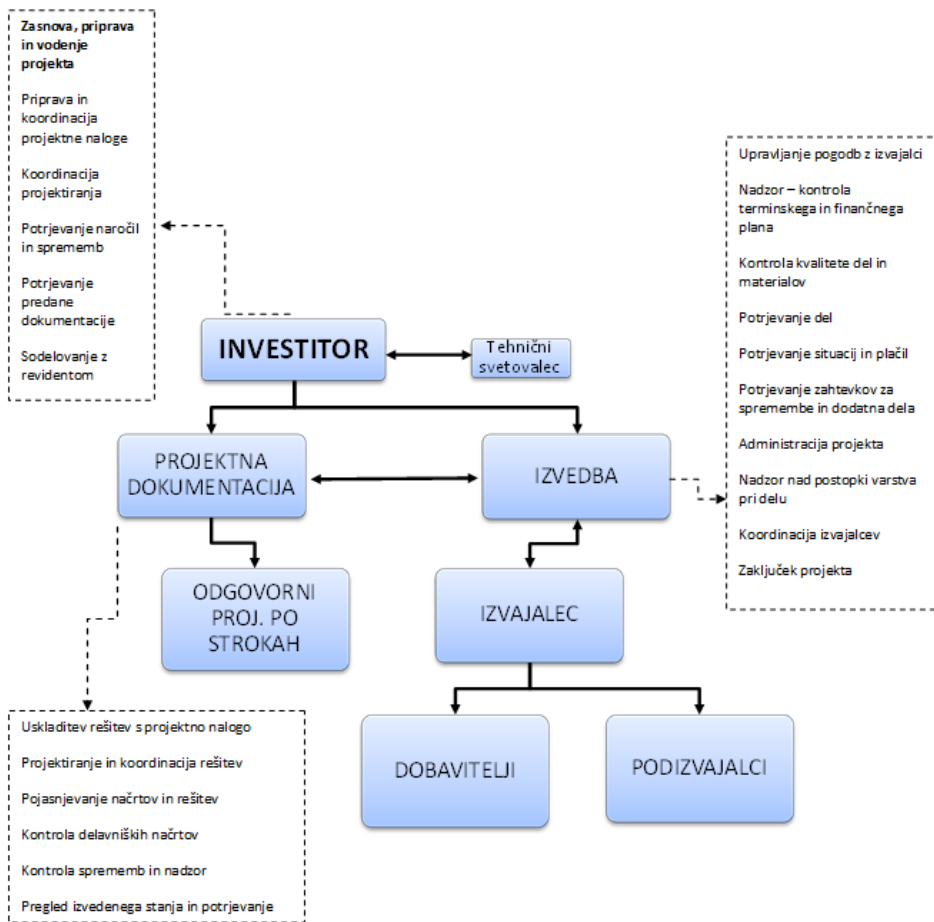 Zasnova, priprava
in vodenje
projekta
Priprava in
koordinacija
projektne naloge
Koordinacija
projektiranja
Potrjevanje naročil
in sprememb
Potrjevanje
predane
dokumentacije
Sodelovanje z
revidentom
INVESTITOR
Tehnični
svetovalec
PROJEKTNA
DOKUMENTACIJA
IZVEDBA
ODGOVORNI
PROJ. PO
STROKAH
IZVAJALEC
DOBAVITELJI
PODIZVAJALCI
Upravljanje pogodb z izvajalci
Nadzor – kontrola
terminskega in finančnega
plana
Kontrola kvalitete del in
materialov
Potrjevanje del
Potrjevanje situacij in plačil
Potrjevanje zahtevkov za
spremembe in dodatna dela
Administracija projekta
Nadzor nad postopki varstva
pri delu
Koordinacija izvajalcev
Zaključek projekta
Uskladitev rešitev s projektno nalogo
Projektiranje in koordinacija rešitev
Pojasnjevanje načrtov in rešitev
Kontrola delavniških načrtov
Kontrola sprememb in nadzor
Pregled izvedenega stanja in potrjevanje